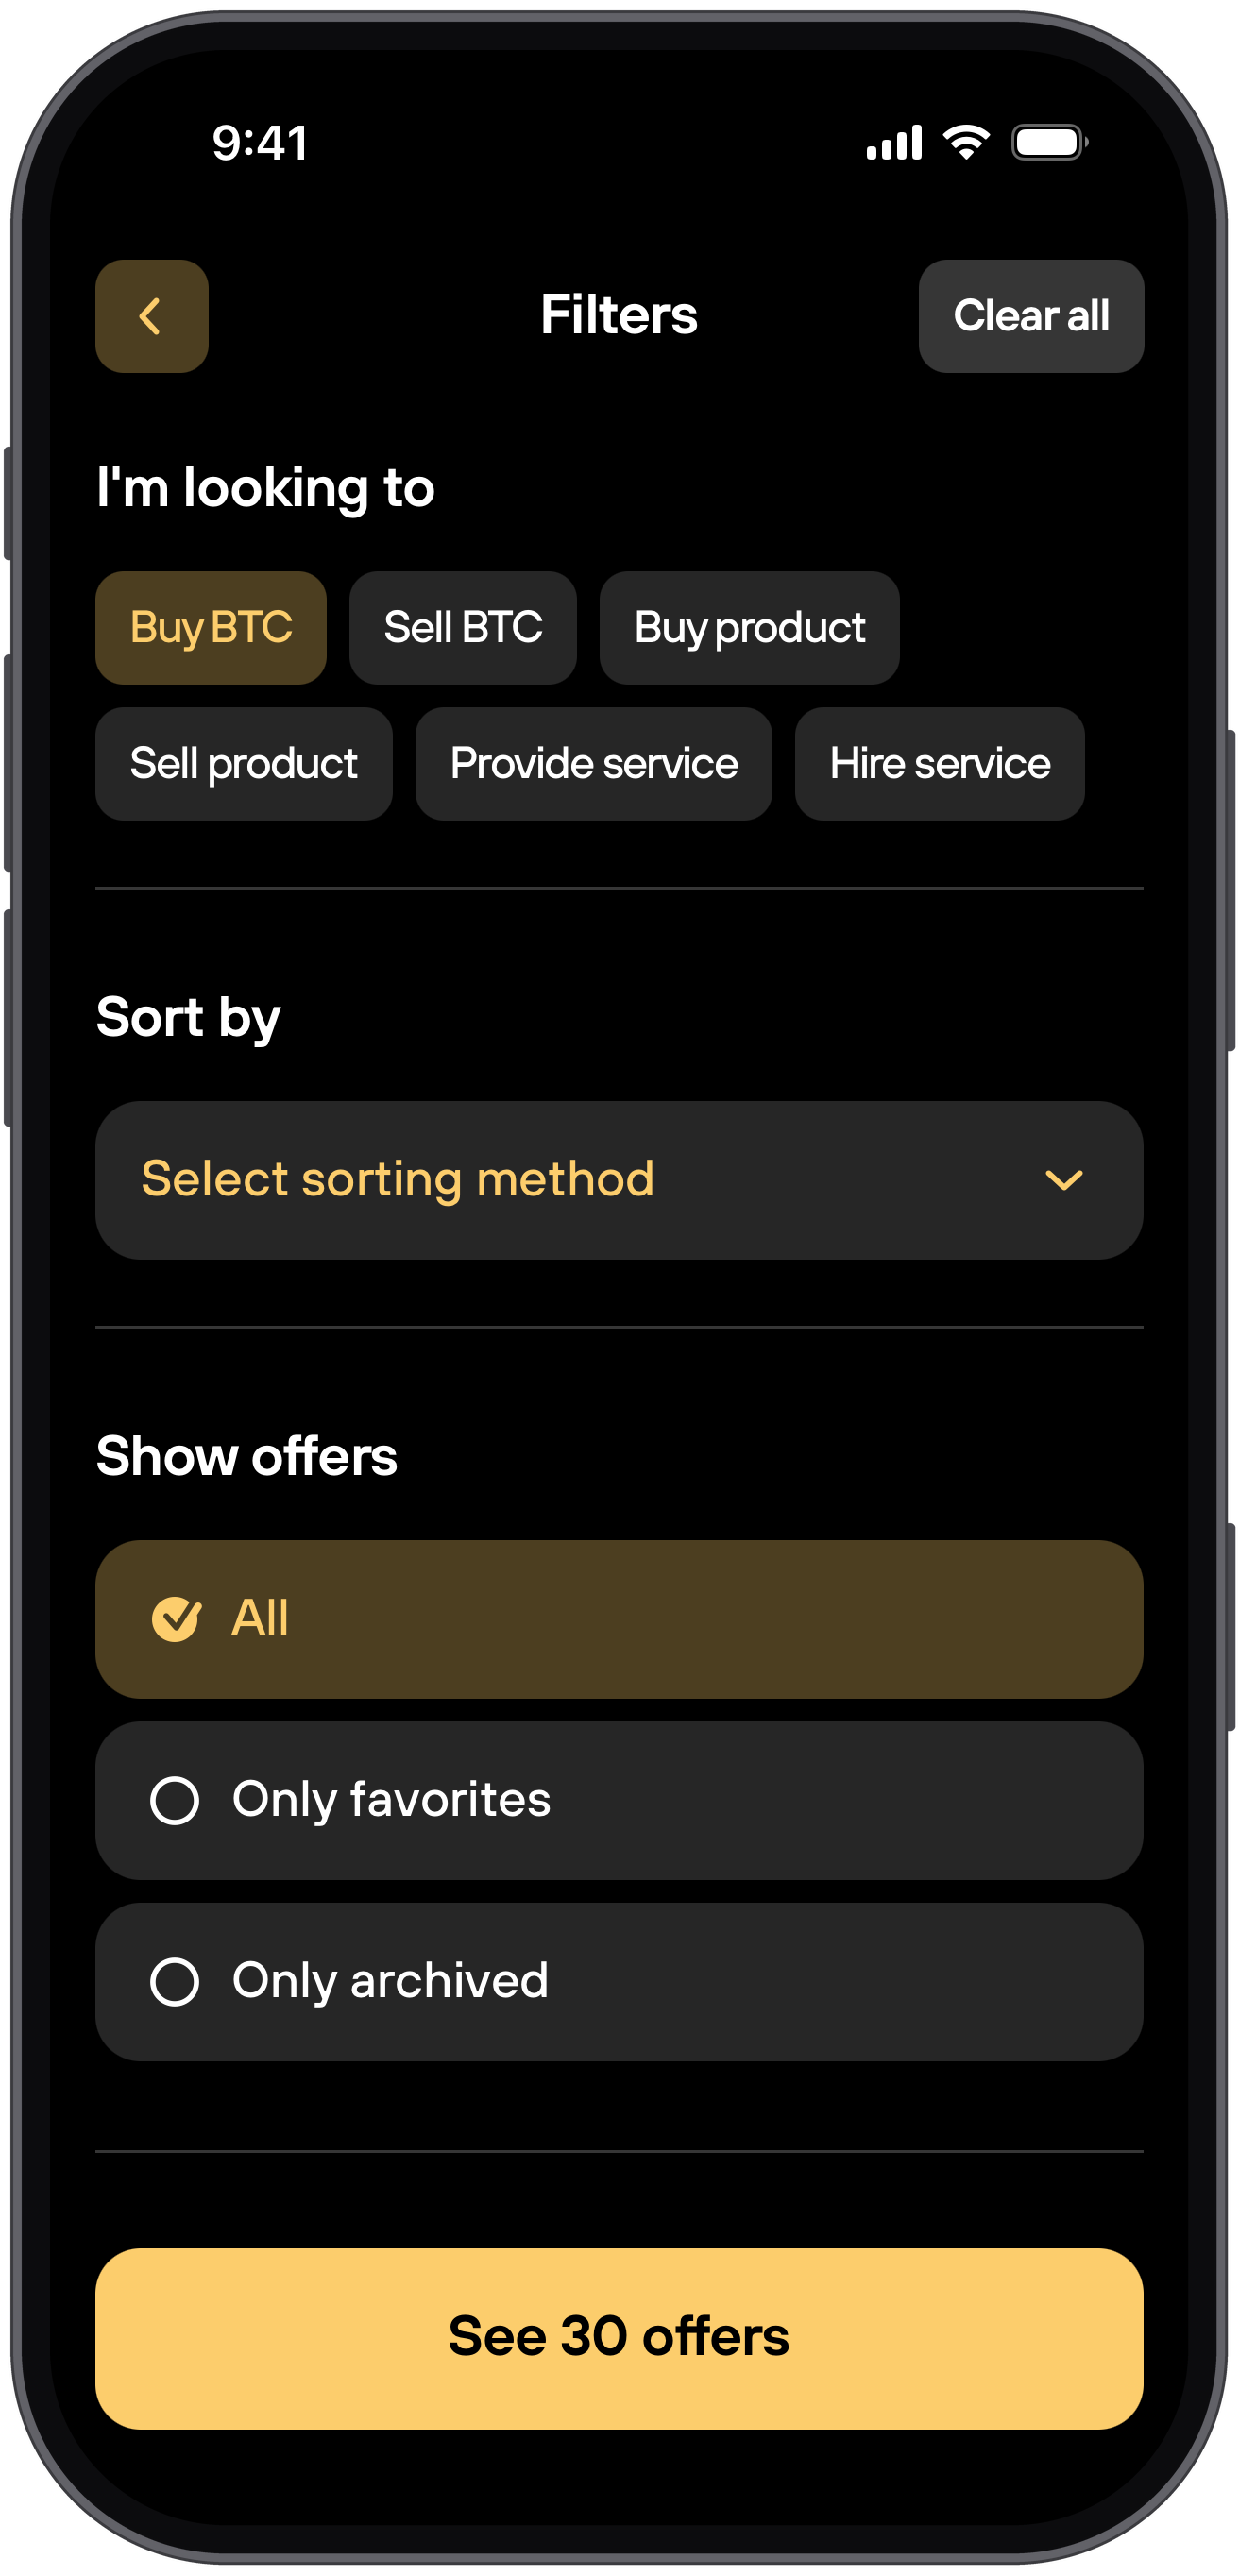 9:41
Filters
Clear all
I'm looking to
Buy BTC
Sell BTC
Buy product
Sell product
Provide service
Hire service
Sort by
Select sorting method
Show offers
All
Only favorites
Only archived
See 30 offers